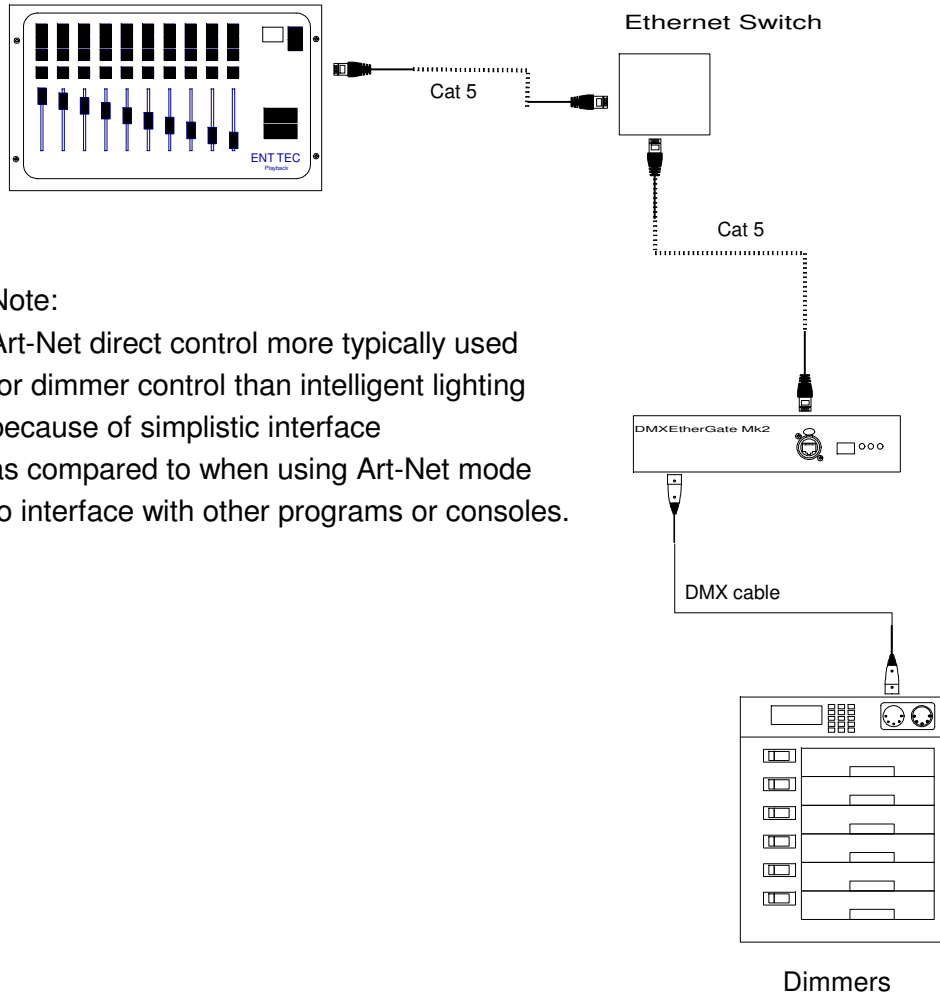 Ethernet Switch
Cat 5
ENTTEC
Playback
Cat 5
Note:
Art-Net direct control more typically used
for dimmer control than intelligent lighting
because of simplistic interface
as compared to when using Art-Net mode
to interface with other programs or consoles.
DMXEtherGate Mk2
DMX cable
Dimmers